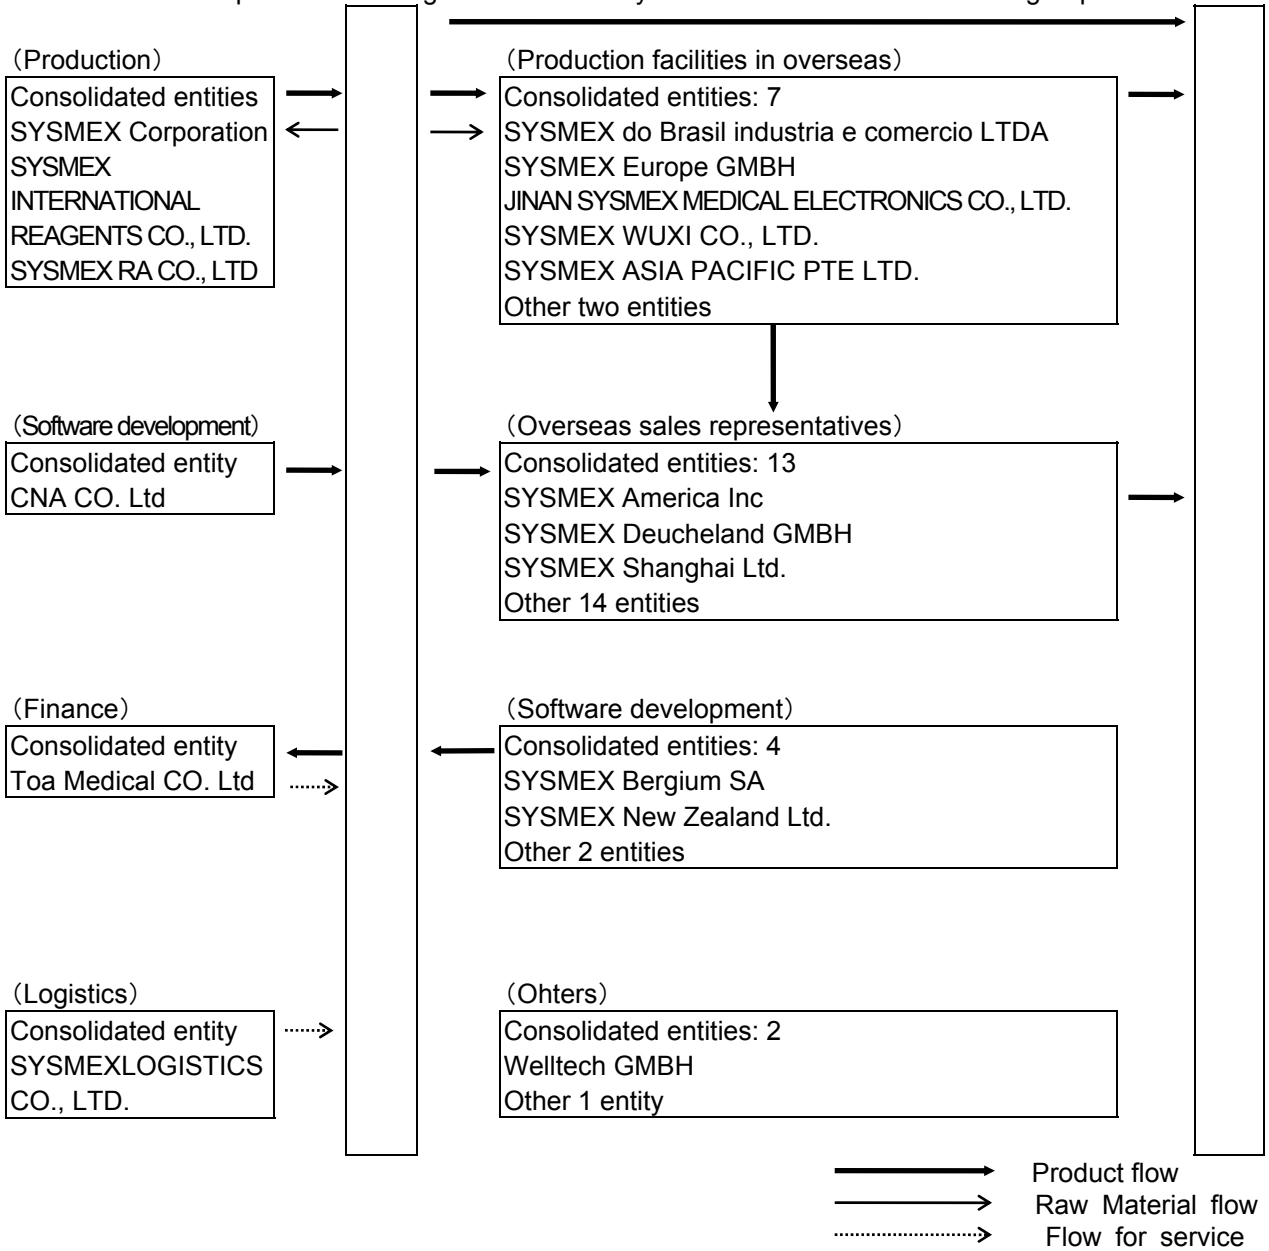 （Production）
Consolidated entities
SYSMEX Corporation
SYSMEX
INTERNATIONAL
REAGENTS CO., LTD.
SYSMEX RA CO., LTD
（Production facilities in overseas）
Consolidated entities: 7
SYSMEX do Brasil industria e comercio LTDA
SYSMEX Europe GMBH
JINAN SYSMEX MEDICAL ELECTRONICS CO., LTD.
SYSMEX WUXI CO., LTD.
SYSMEX ASIA PACIFIC PTE LTD.
Other two entities
（Software development）
Consolidated entity
CNA CO. Ltd
（Overseas sales representatives）
Consolidated entities: 13
SYSMEX America Inc
SYSMEX Deucheland GMBH
SYSMEX Shanghai Ltd.
Other 14 entities
（Finance）
Consolidated entity
Toa Medical CO. Ltd
（Software development）
Consolidated entities: 4
SYSMEX Bergium SA
SYSMEX New Zealand Ltd.
Other 2 entities
（Logistics）
Consolidated entity
SYSMEXLOGISTICS
CO., LTD.
（Ohters）
Consolidated entities: 2
Welltech GMBH
Other 1 entity
Product flow
Raw Material flow
Flow for service